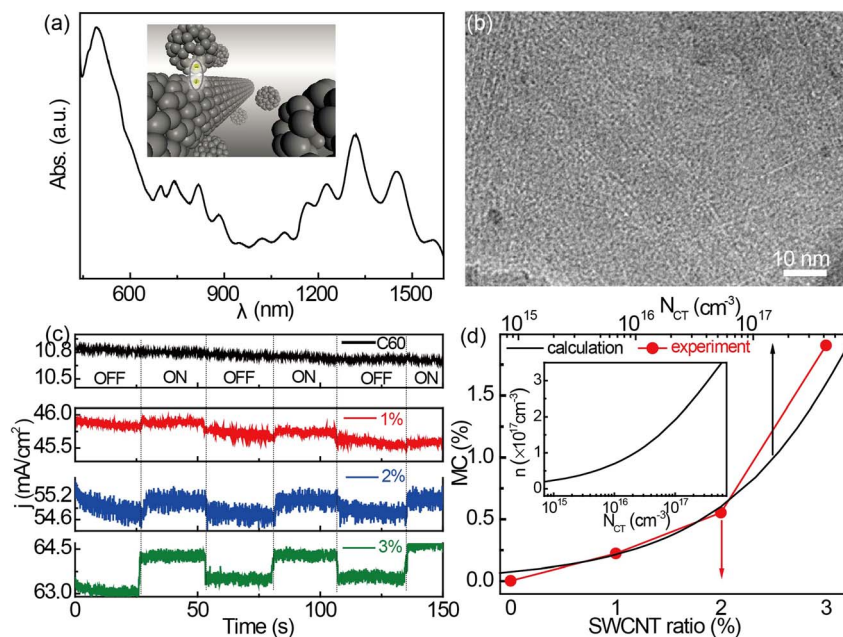 (a)
Abs. (a.u.)
600 900 1200 1500
λ (nm)
(b)
10 nm
(c)
C60
10.8
10.5
OFF ON OFF ON OFF ON
46.0
45.5
1%
55.2
54.6
2%
64.5
63.0
3%
j (mA/cm²)
0 50 100 150
Time (s)
N_CT (cm⁻³)
10¹⁵ 10¹⁶ 10¹⁷
(d)
calculation experiment
MC (%)
2.0
1.5
1.0
0.5
0.0
n (×10¹⁷cm⁻³)
3
2
1
0
10¹⁵ 10¹⁶ 10¹⁷
N_CT (cm⁻³)
0 1 2 3
SWCNT ratio (%)